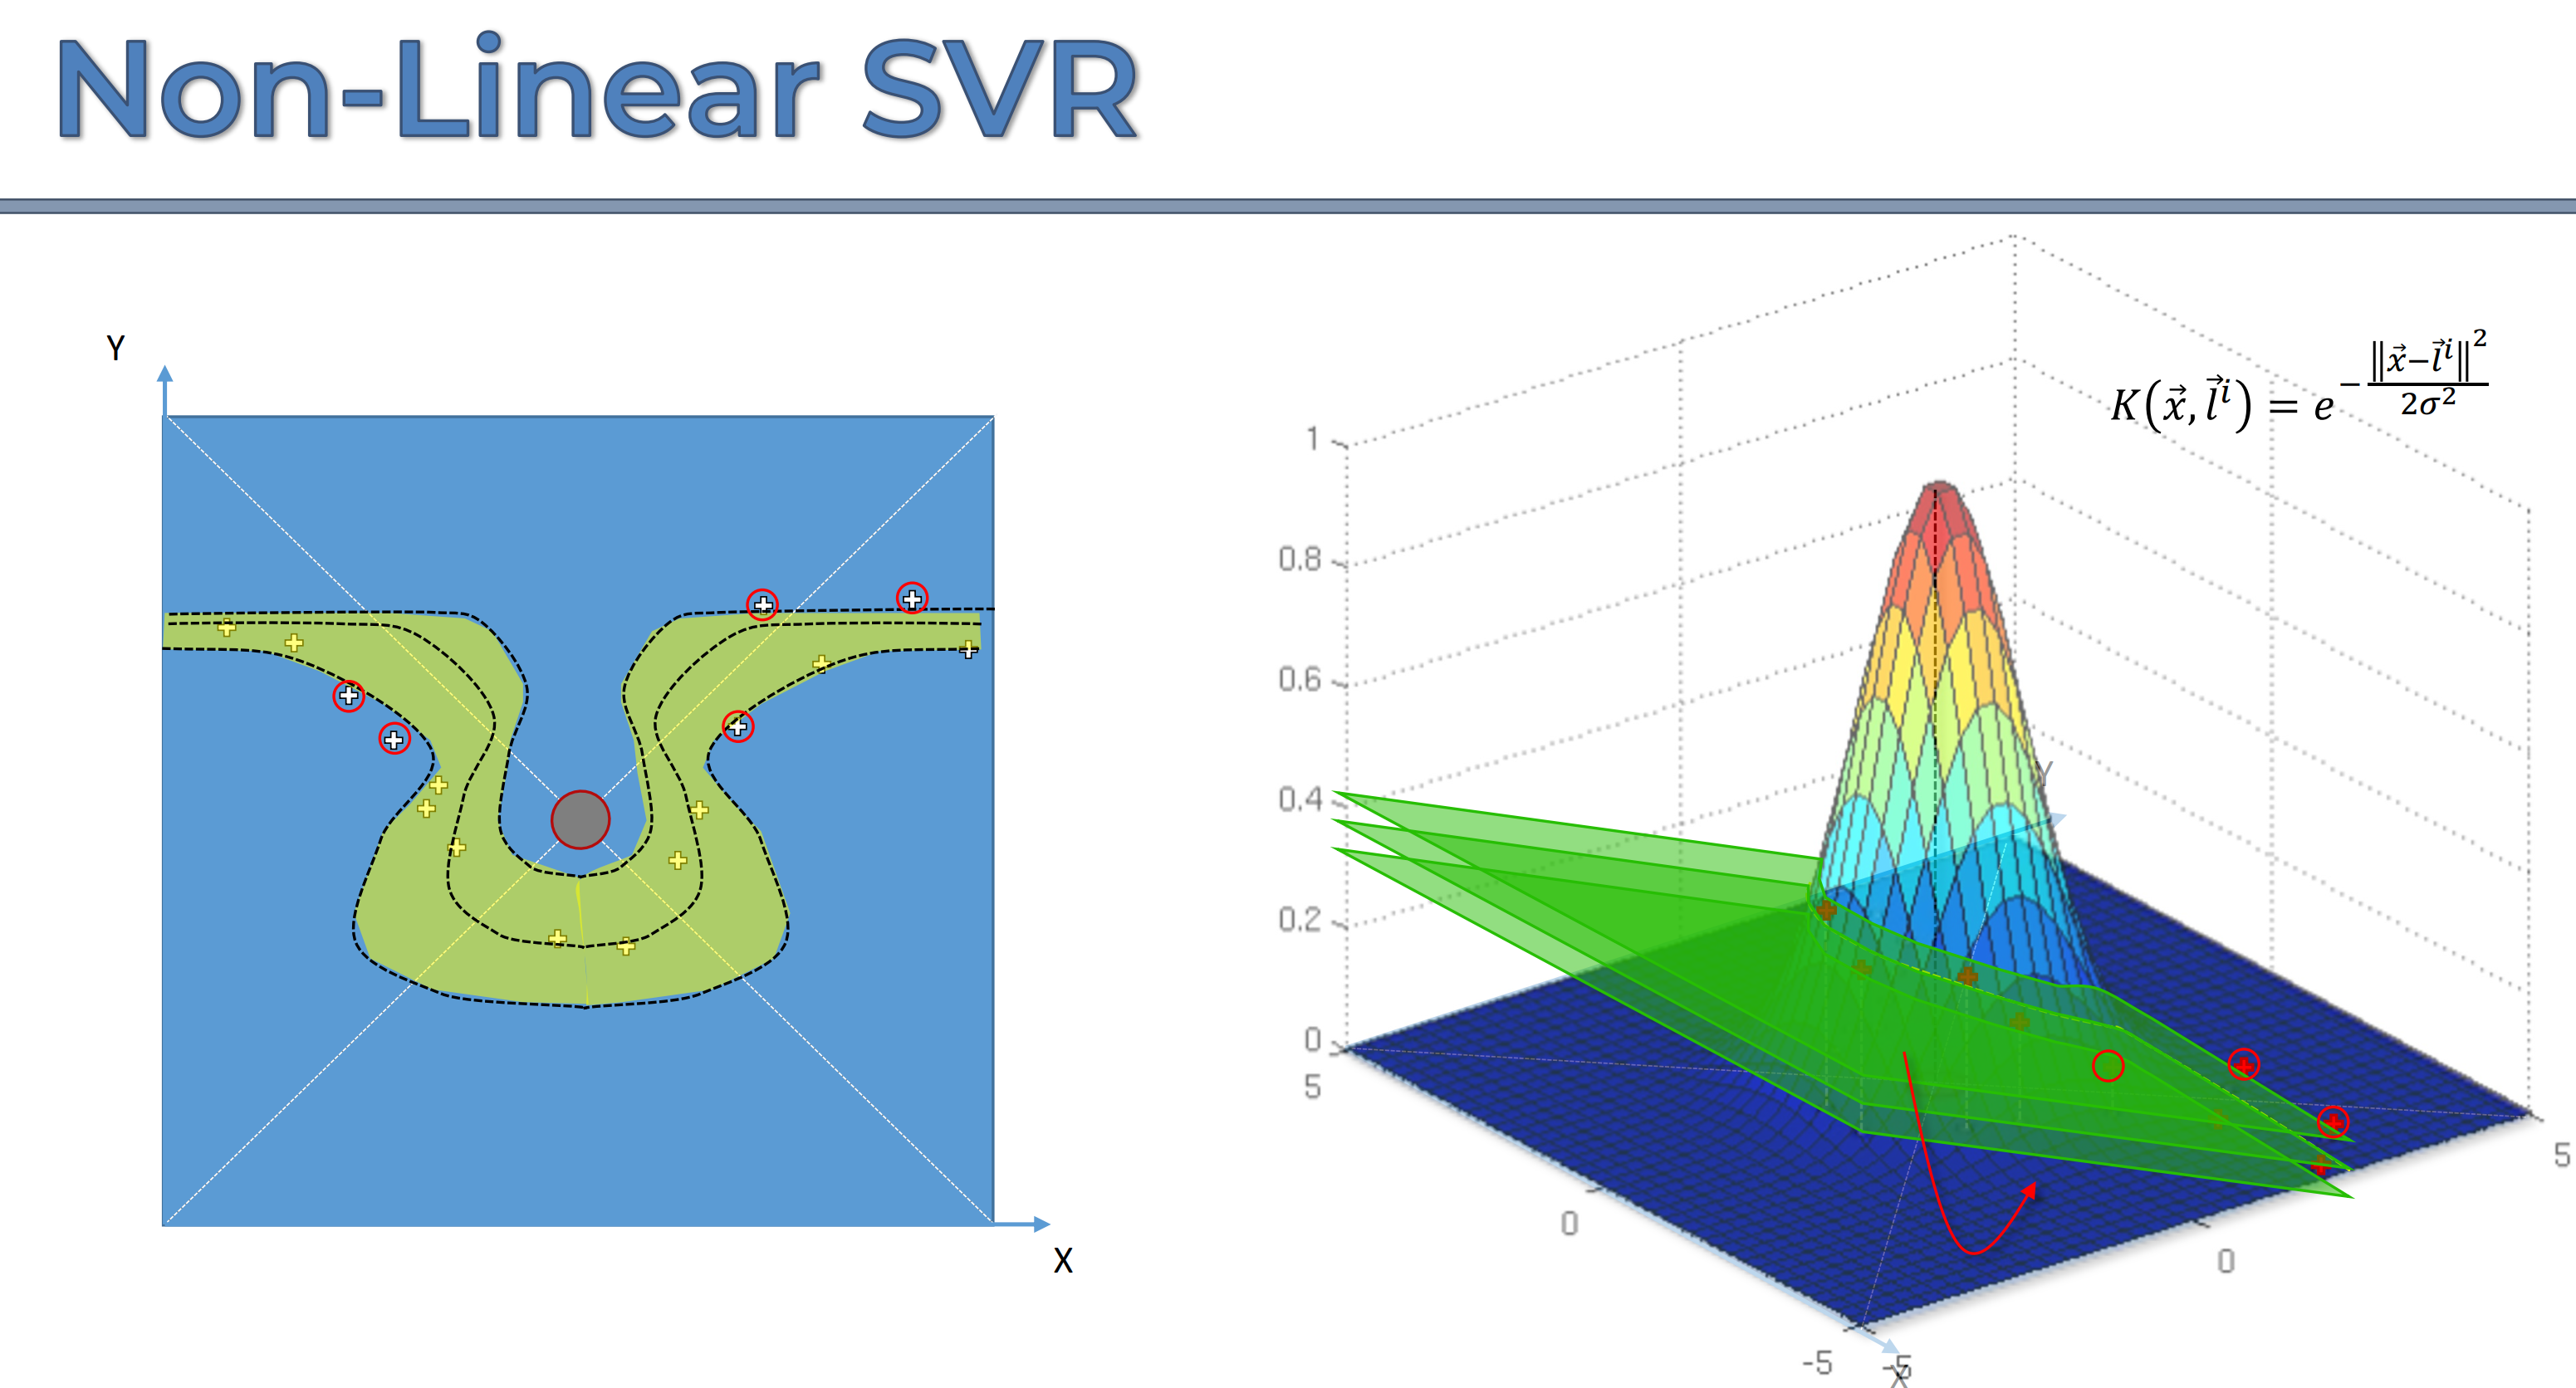 Non-Linear SVR
Y
X
K(x⃗, l⃗ⁱ) = e^(−‖x⃗−l⃗ⁱ‖²/2σ²)
1
0.8
0.6
0.4
0.2
0
5
0
-5
-5
0
5
Y
X